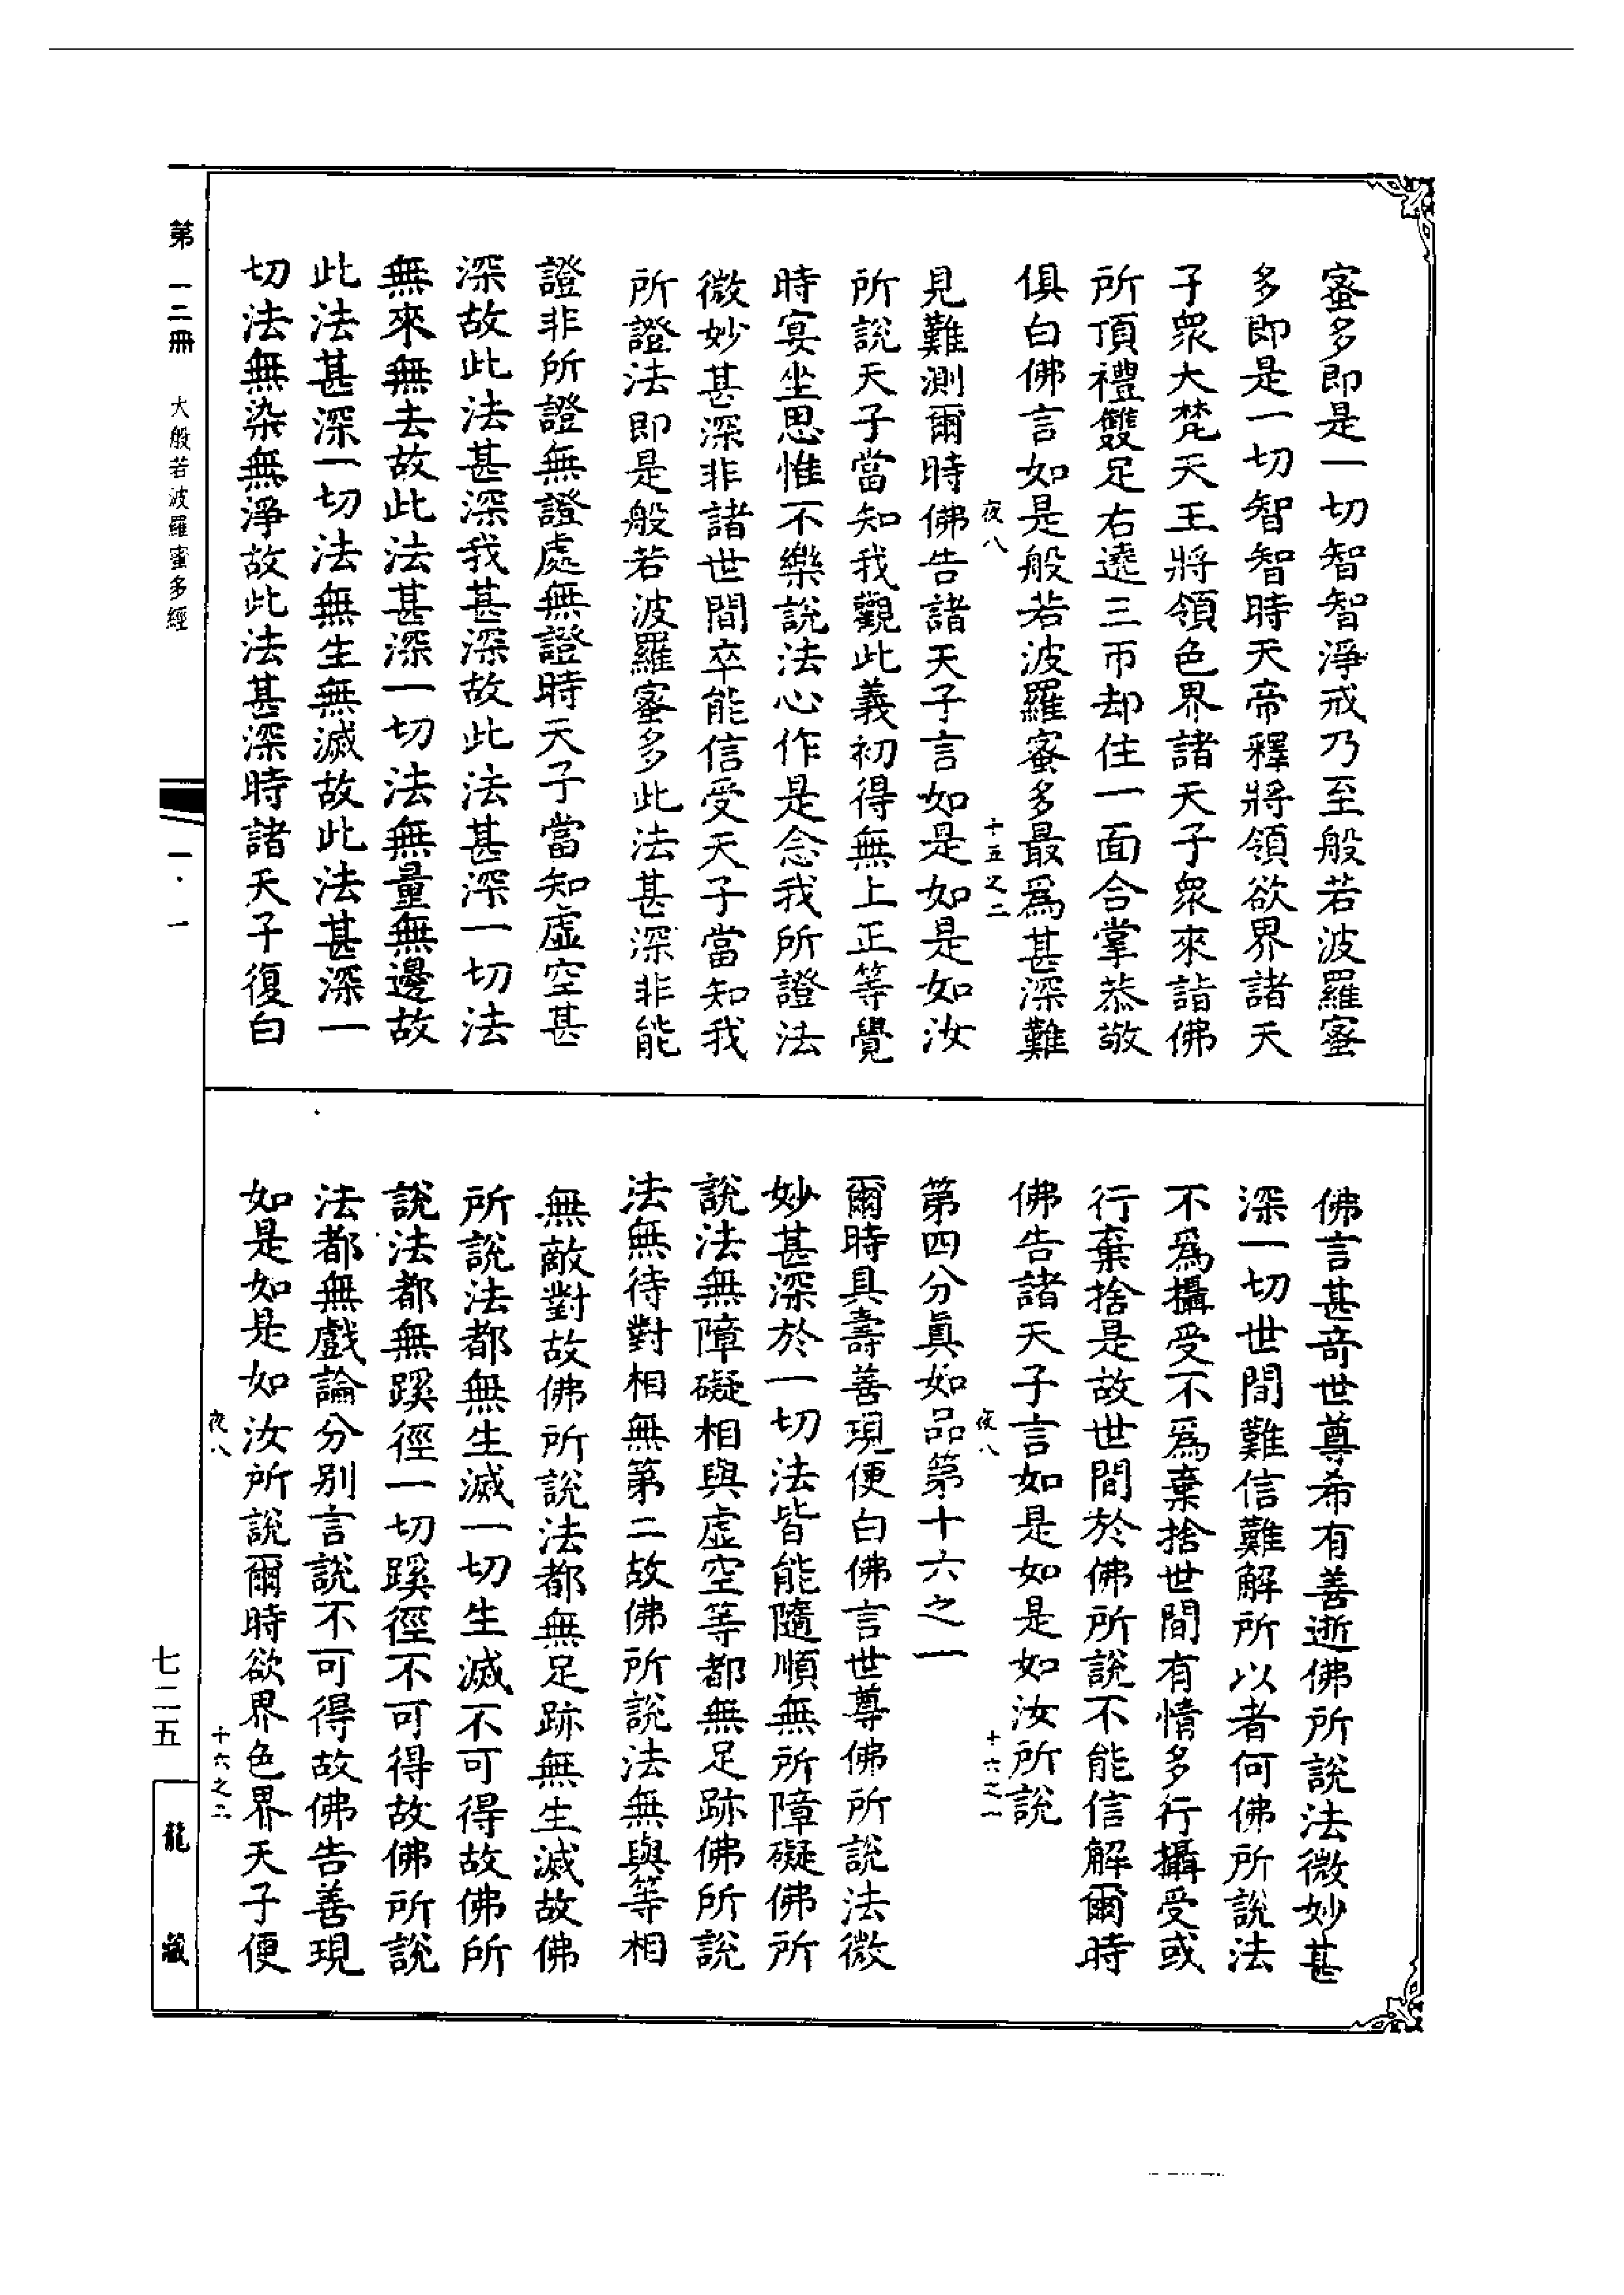 蜜多即是一切智智淨戒乃至般若波羅蜜
多即是一切智智時天帝釋將領欲界諸天
子衆大梵天王將領色界諸天子衆來詣佛
所頂禮雙足右遶三帀却住一面合掌恭敬
俱白佛言如是般若波羅蜜多最爲甚深難
夜八 十五之二
見難測爾時佛告諸天子言如是如是如汝
所說天子當知我觀此義初得無上正等覺
時宴坐思惟不樂說法心作是念我所證法
微妙甚深非諸世間卒能信受天子當知我
所證法即是般若波羅蜜多此法甚深非能
證非所證無證處無證時天子當知虛空甚
深故此法甚深我甚深故此法甚深一切法
無來無去故此法甚深一切法無量無邊故
此法甚深一切法無生無滅故此法甚深一
切法無染無淨故此法甚深時諸天子復白
佛言甚奇世尊希有善逝佛所說法微妙甚
深一切世間難信難解所以者何佛所說法
不爲攝受不爲棄捨世間有情多行攝受或
行棄捨是故世間於佛所說不能信解爾時
佛告諸天子言如是如是如汝所說
夜八 十六之一
第四分眞如品第十六之一
爾時具壽善現便白佛言世尊佛所說法微
妙甚深於一切法皆能隨順無所障礙佛所
說法無障礙相與虛空等都無足跡佛所說
法無待對相無第二故佛所說法無與等相
無敵對故佛所說法都無足跡無生滅故佛
所說法都無生滅一切生滅不可得故佛所
說法都無蹊徑一切蹊徑不可得故佛所說
法都無戲論分別言說不可得故佛告善現
如是如是如汝所說爾時欲界色界天子便
夜八 十六之二
第一二冊 大般若波羅蜜多經 一·一
七二五
龍藏